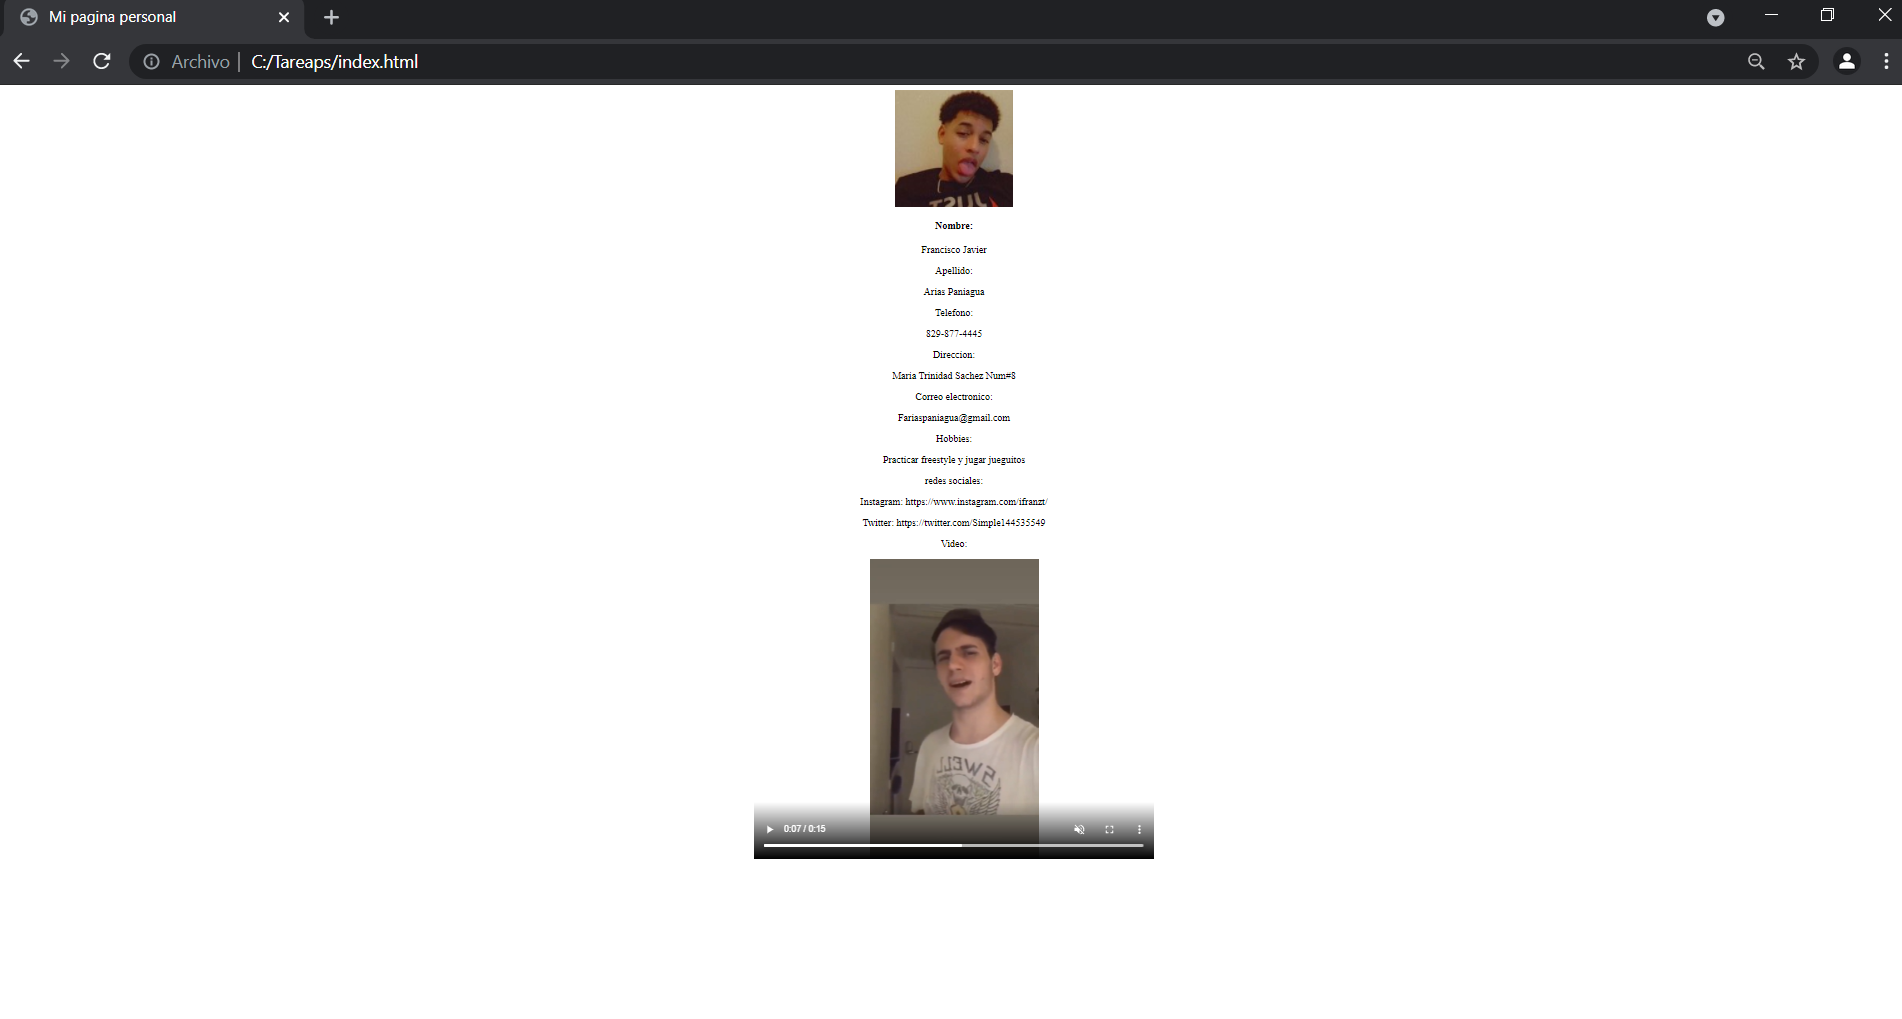 Mi pagina personal
Archivo | C:/Tareaps/index.html
Nombre:
Francisco Javier
Apellido:
Arias Paniagua
Telefono:
829-877-4445
Direccion:
Maria Trinidad Sachez Num#8
Correo electronico:
Fariaspaniagua@gmail.com
Hobbies:
Practicar freestyle y jugar jueguitos
redes sociales:
Instagram: https://www.instagram.com/ifranzt/
Twitter: https://twitter.com/Simple144535549
Video:
SWELL
0:07 / 0:15